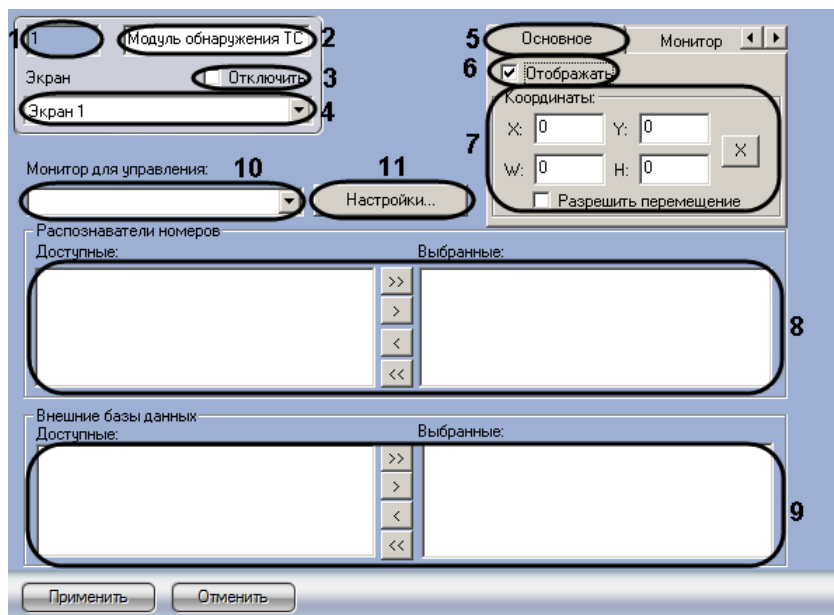 1 1 Модуль обнаружения ТС 2
Экран Отключить 3
Экран 1 4
5 Основное Монитор
6 Отображать
Координаты:
7 X: 0 Y: 0 X
W: 0 H: 0
Разрешить перемещение
Монитор для управления: 10 11
Настройки...
Распознаватели номеров
Доступные: Выбранные:
>>
>
<
<<
8
Внешние базы данных
Доступные: Выбранные:
>>
>
<
<<
9
Применить Отменить